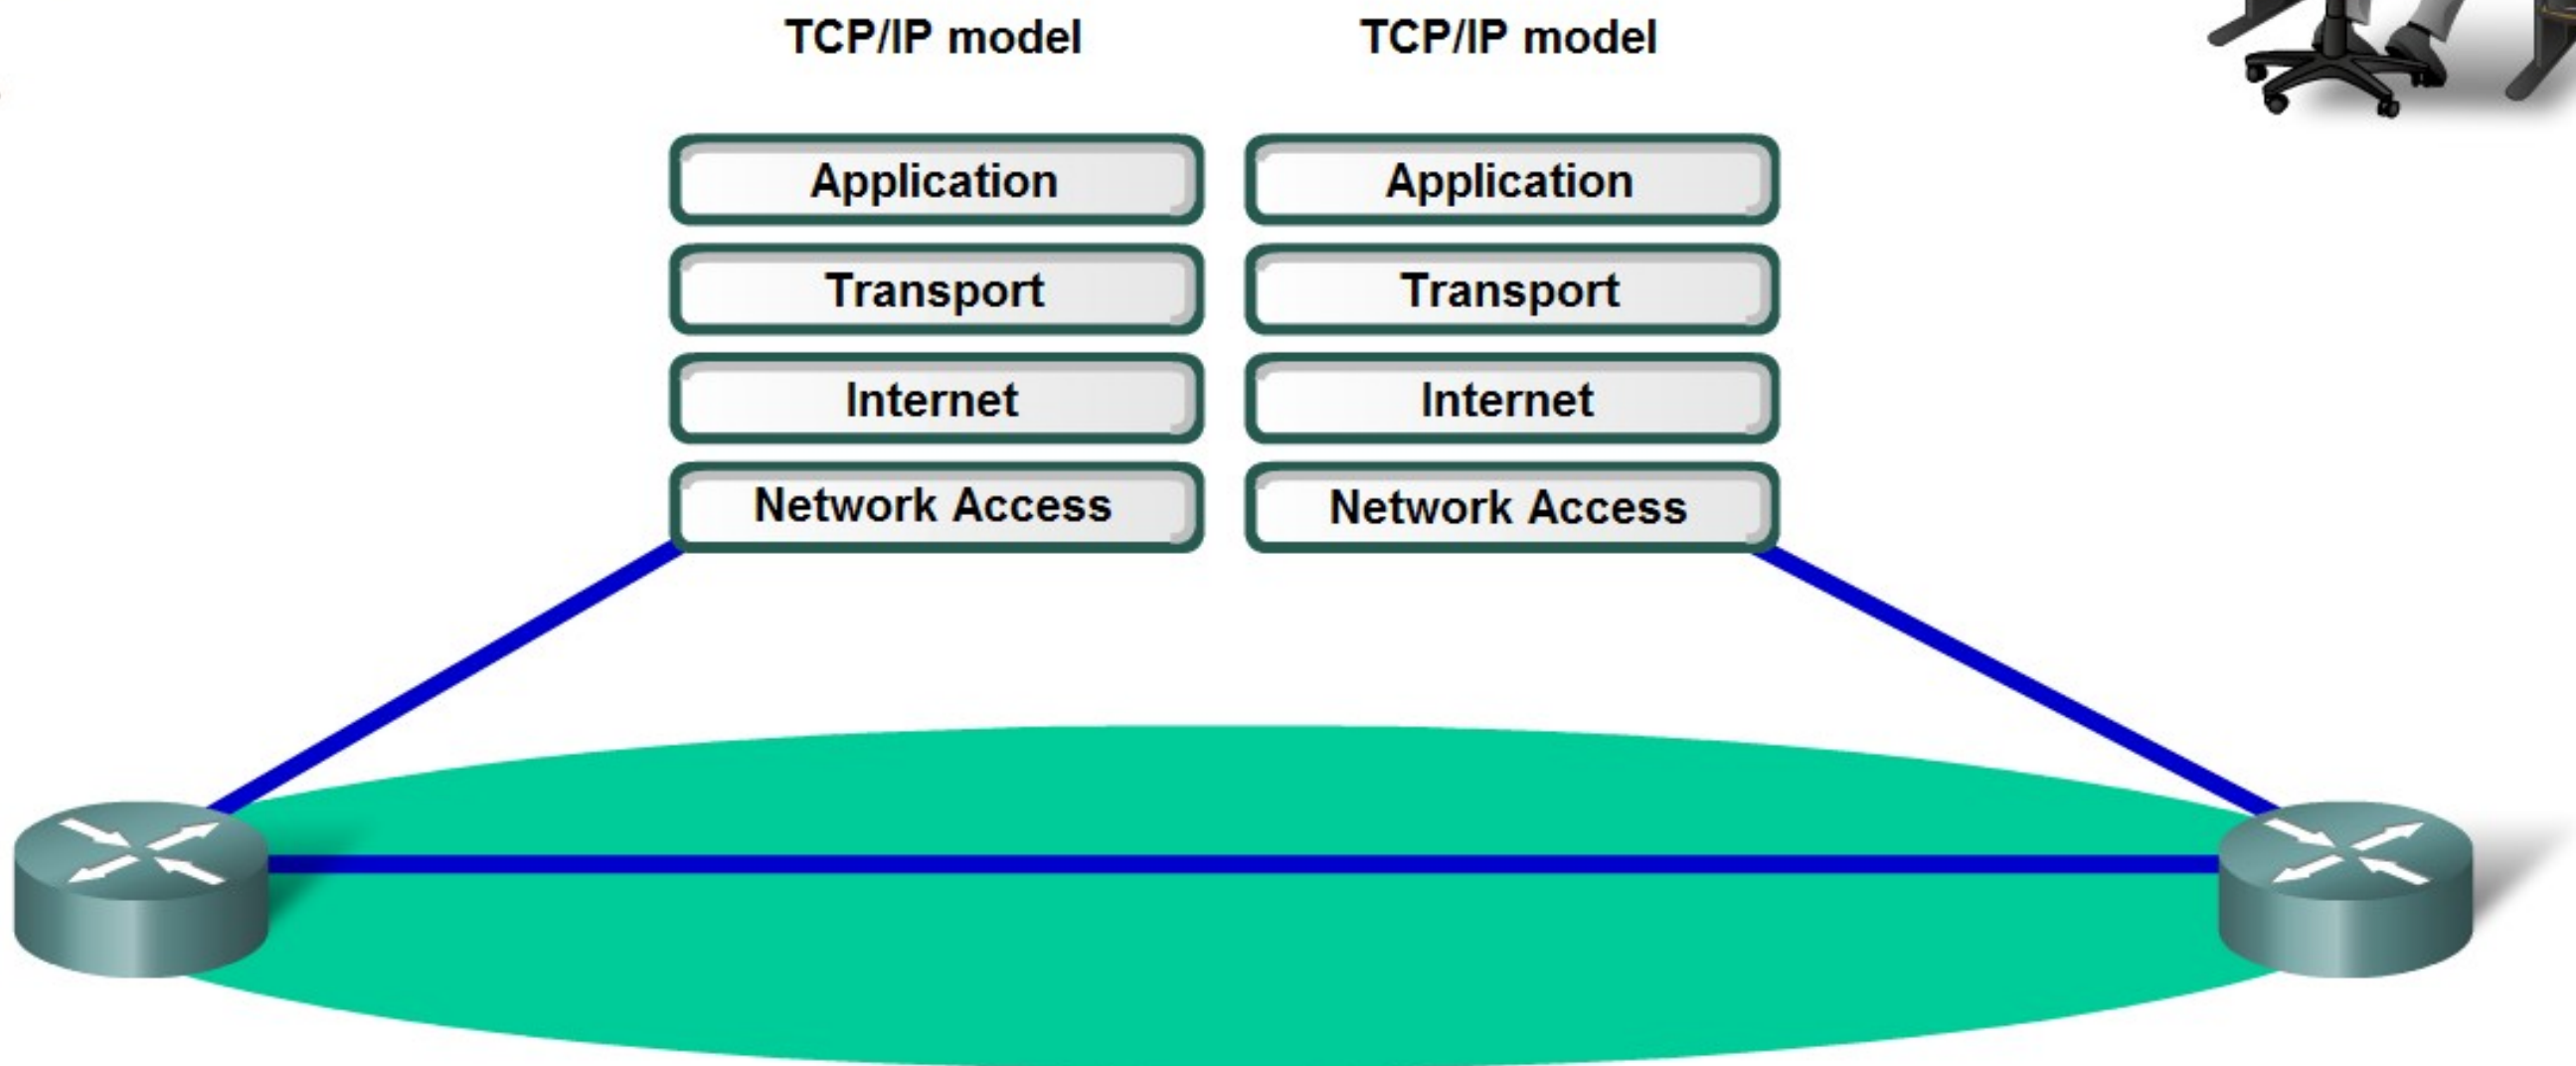 TCP/IP model
TCP/IP model
Application
Application
Transport
Transport
Internet
Internet
Network Access
Network Access